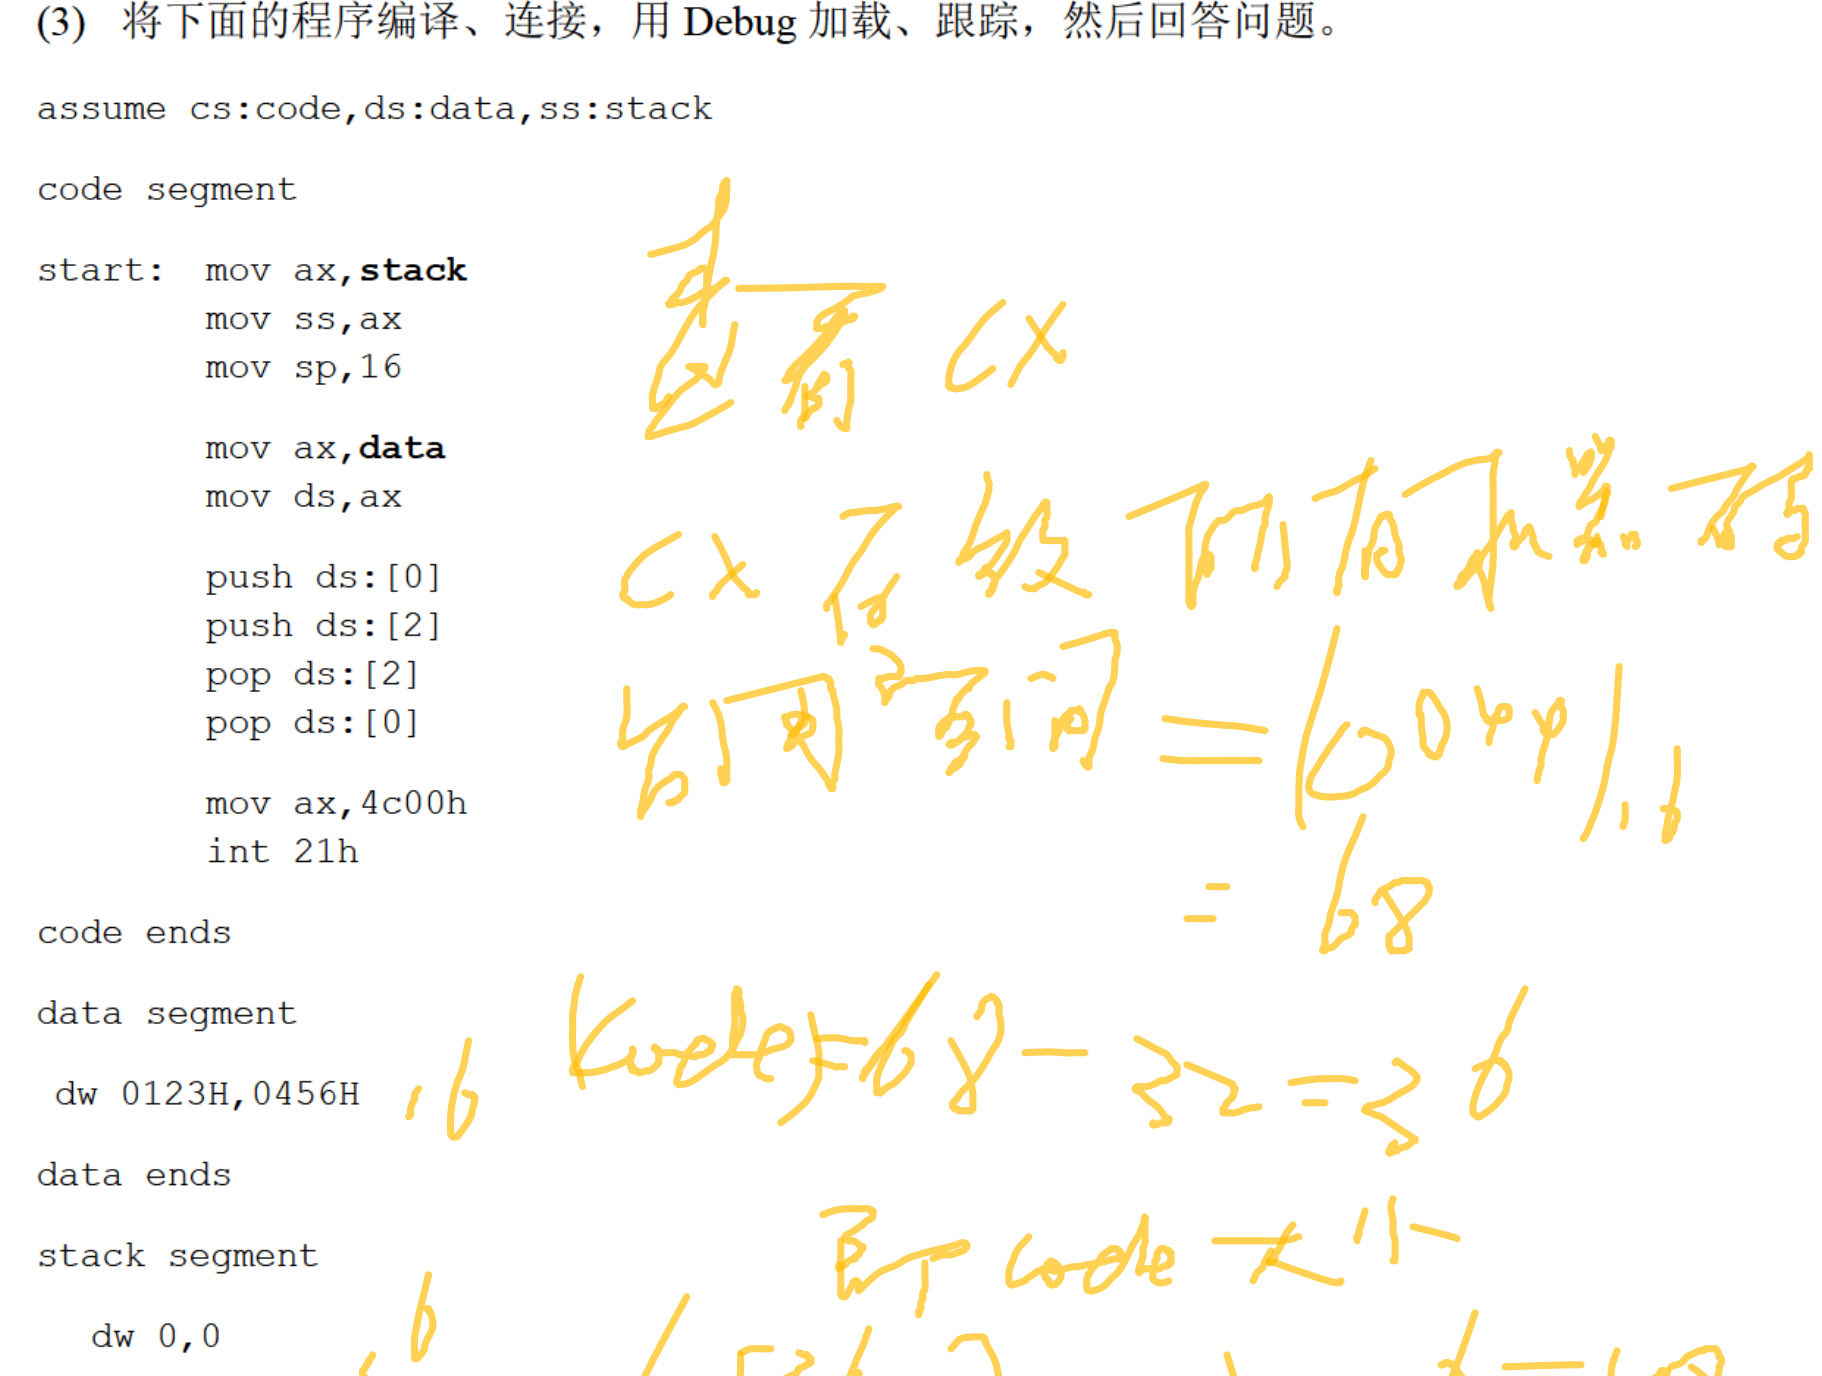 (3) 将下面的程序编译、连接，用 Debug 加载、跟踪，然后回答问题。
assume cs:code,ds:data,ss:stack
code segment
start: mov ax,stack
mov ss,ax
mov sp,16
查看 CX
mov ax,data
mov ds,ax
push ds:[0]
push ds:[2]
pop ds:[2]
pop ds:[0]
CX 存放 所有机器码
占用 空间 = (0044)16
= 68
mov ax,4c00h
int 21h
code ends
data segment
dw 0123H,0456H 16
(code)=68-32=36
data ends
即 code 大小
stack segment
dw 0,0 16